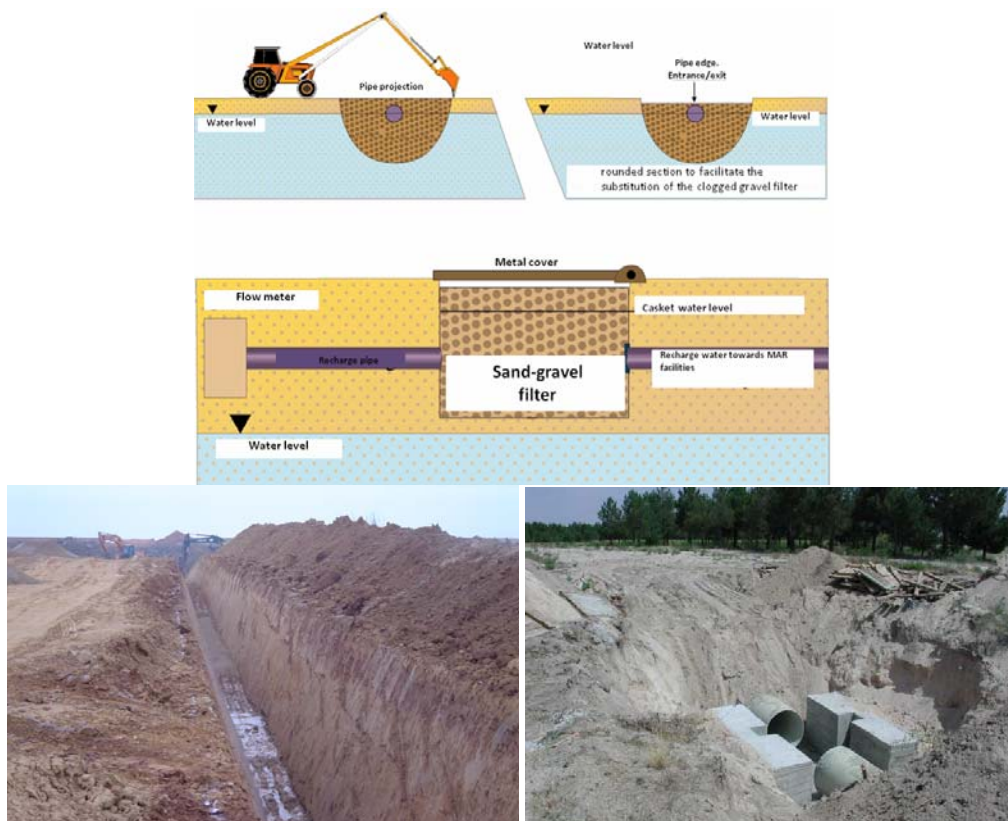 Water level
Pipe projection
Pipe edge.
Entrance/exit
Water level
Water level
rounded section to facilitate the
substitution of the clogged gravel filter
Metal cover
Flow meter
Casket water level
Recharge pipe
Sand-gravel
filter
Recharge water towards MAR
facilities
Water level